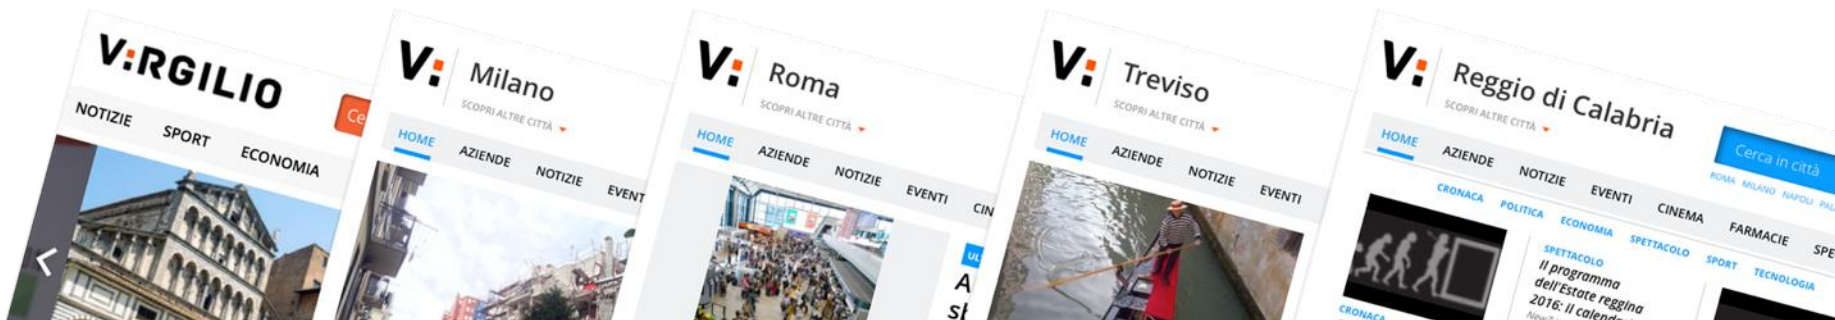 V:RGILIO
NOTIZIE SPORT ECONOMIA
V: Milano
SCOPRI ALTRE CITTÀ
HOME AZIENDE NOTIZIE
V: Roma
SCOPRI ALTRE CITTÀ
HOME AZIENDE NOTIZIE EVENTI
V: Treviso
SCOPRI ALTRE CITTÀ
HOME AZIENDE NOTIZIE EVENTI
V: Reggio di Calabria
SCOPRI ALTRE CITTÀ
Cerca in città
ROMA MILANO NAPOLI
HOME AZIENDE NOTIZIE EVENTI CINEMA FARMACIE
CRONACA POLITICA ECONOMIA SPETTACOLO SPORT TECNOLOGIA
SPETTACOLO
Il programma
dell'Estate reggina
2016: il
CRONACA